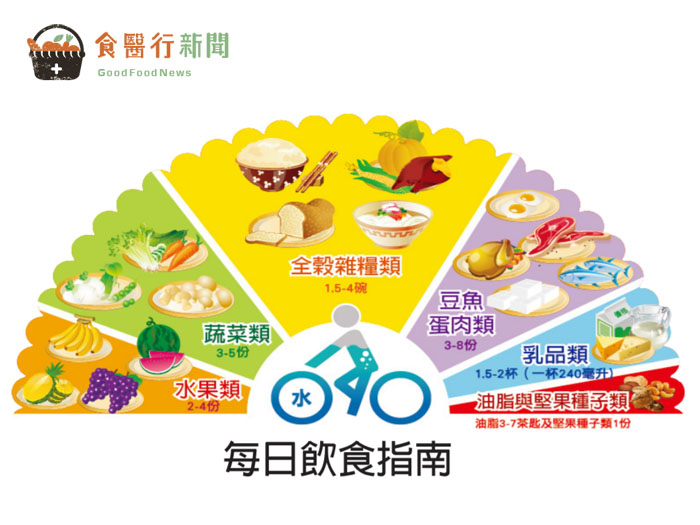 食醫行新聞
GoodFoodNews
全穀雜糧類
1.5-4碗
豆魚
蛋肉類
3-8份
蔬菜類
3-5份
乳品類
1.5-2杯（一杯240毫升）
水果類
2-4份
水
油脂與堅果種子類
油脂3-7茶匙及堅果種子類1份
每日飲食指南